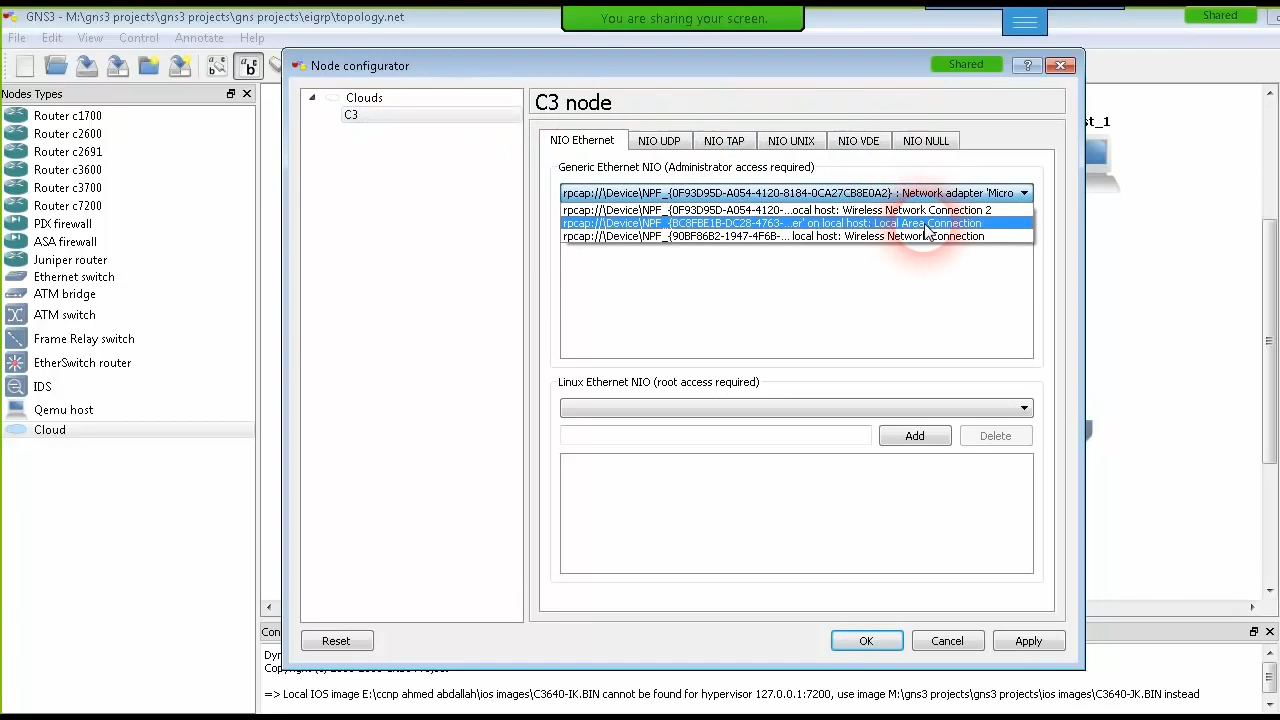 GNS3 - M:\gns3 projects\gns3 projects\gns projects\eigrp\topology.net
You are sharing your screen.
Shared
File Edit View Control Annotate Help
Node configurator
Shared
Nodes Types
Router c1700
Router c2600
Router c2691
Router c3600
Router c3700
Router c7200
PIX firewall
ASA firewall
Juniper router
Ethernet switch
ATM bridge
ATM switch
Frame Relay switch
EtherSwitch router
IDS
Qemu host
Cloud
Clouds
C3
C3 node
NIO Ethernet NIO UDP NIO TAP NIO UNIX NIO VDE NIO NULL
Generic Ethernet NIO (Administrator access required)
rpcap://\Device\NPF_{0F93D95D-A054-4120-8184-0CA27CB8E0A2} : Network adapter 'Micro
rpcap://\Device\NPF_{0F93D95D-A054-4120-...ocal host: Wireless Network Connection 2
rpcap://\Device\NPF_{BC8FBE1B-DC28-4763-...er' on local host: Local Area Connection
rpcap://\Device\NPF_{90BF86B2-1947-4F6B-... local host: Wireless Network Connection
Linux Ethernet NIO (root access required)
Add Delete
Reset
OK Cancel Apply
st_1
Con
Dyn
=> Local IOS image E:\ccnp ahmed abdallah\ios images\C3640-IK.BIN cannot be found for hypervisor 127.0.0.1:7200, use image M:\gns3 projects\gns3 projects\ios images\C3640-JK.BIN instead